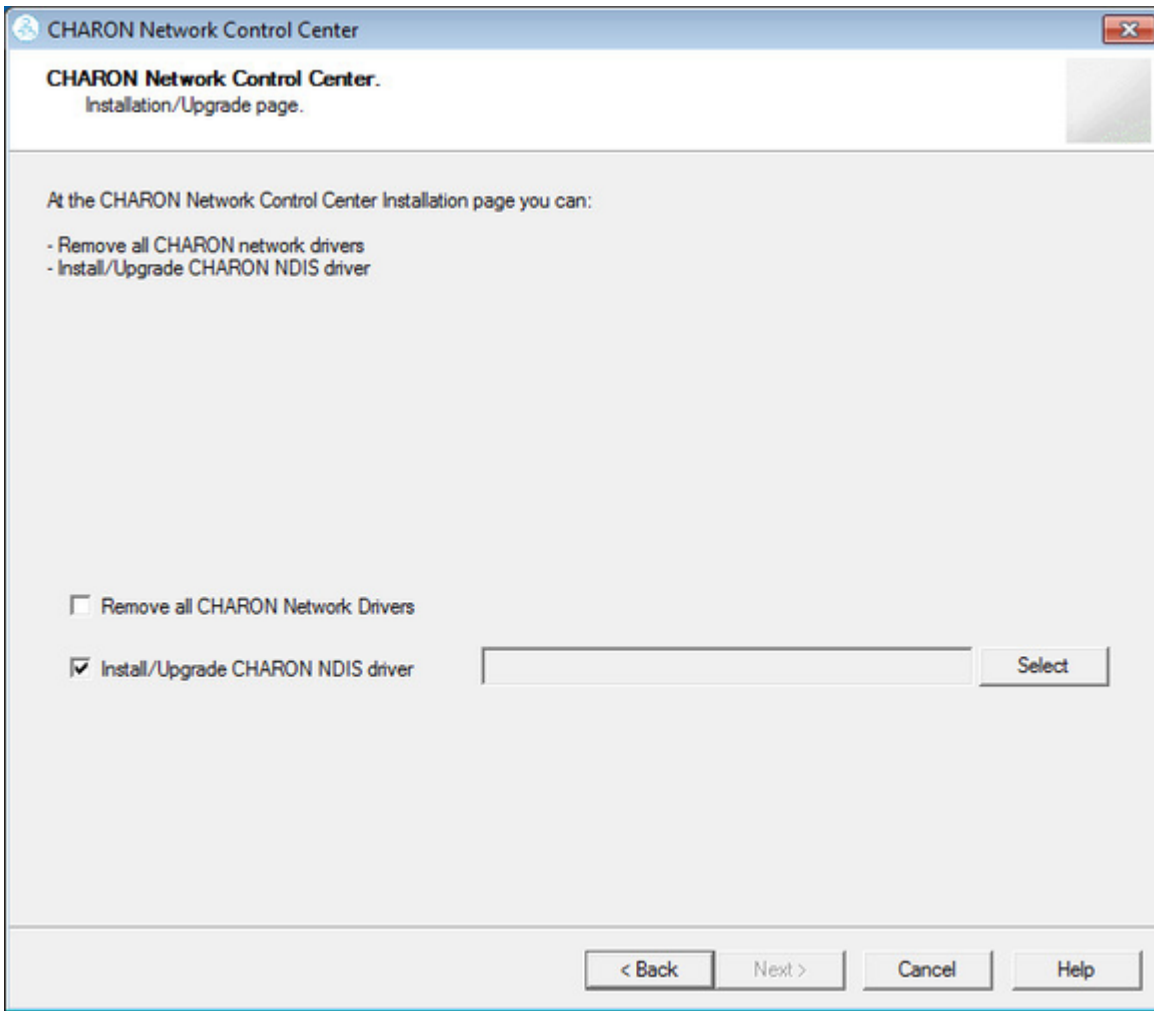 CHARON Network Control Center
CHARON Network Control Center.
Installation/Upgrade page.
At the CHARON Network Control Center Installation page you can:
- Remove all CHARON network drivers
- Install/Upgrade CHARON NDIS driver
Remove all CHARON Network Drivers
Install/Upgrade CHARON NDIS driver Select
< Back Next > Cancel Help